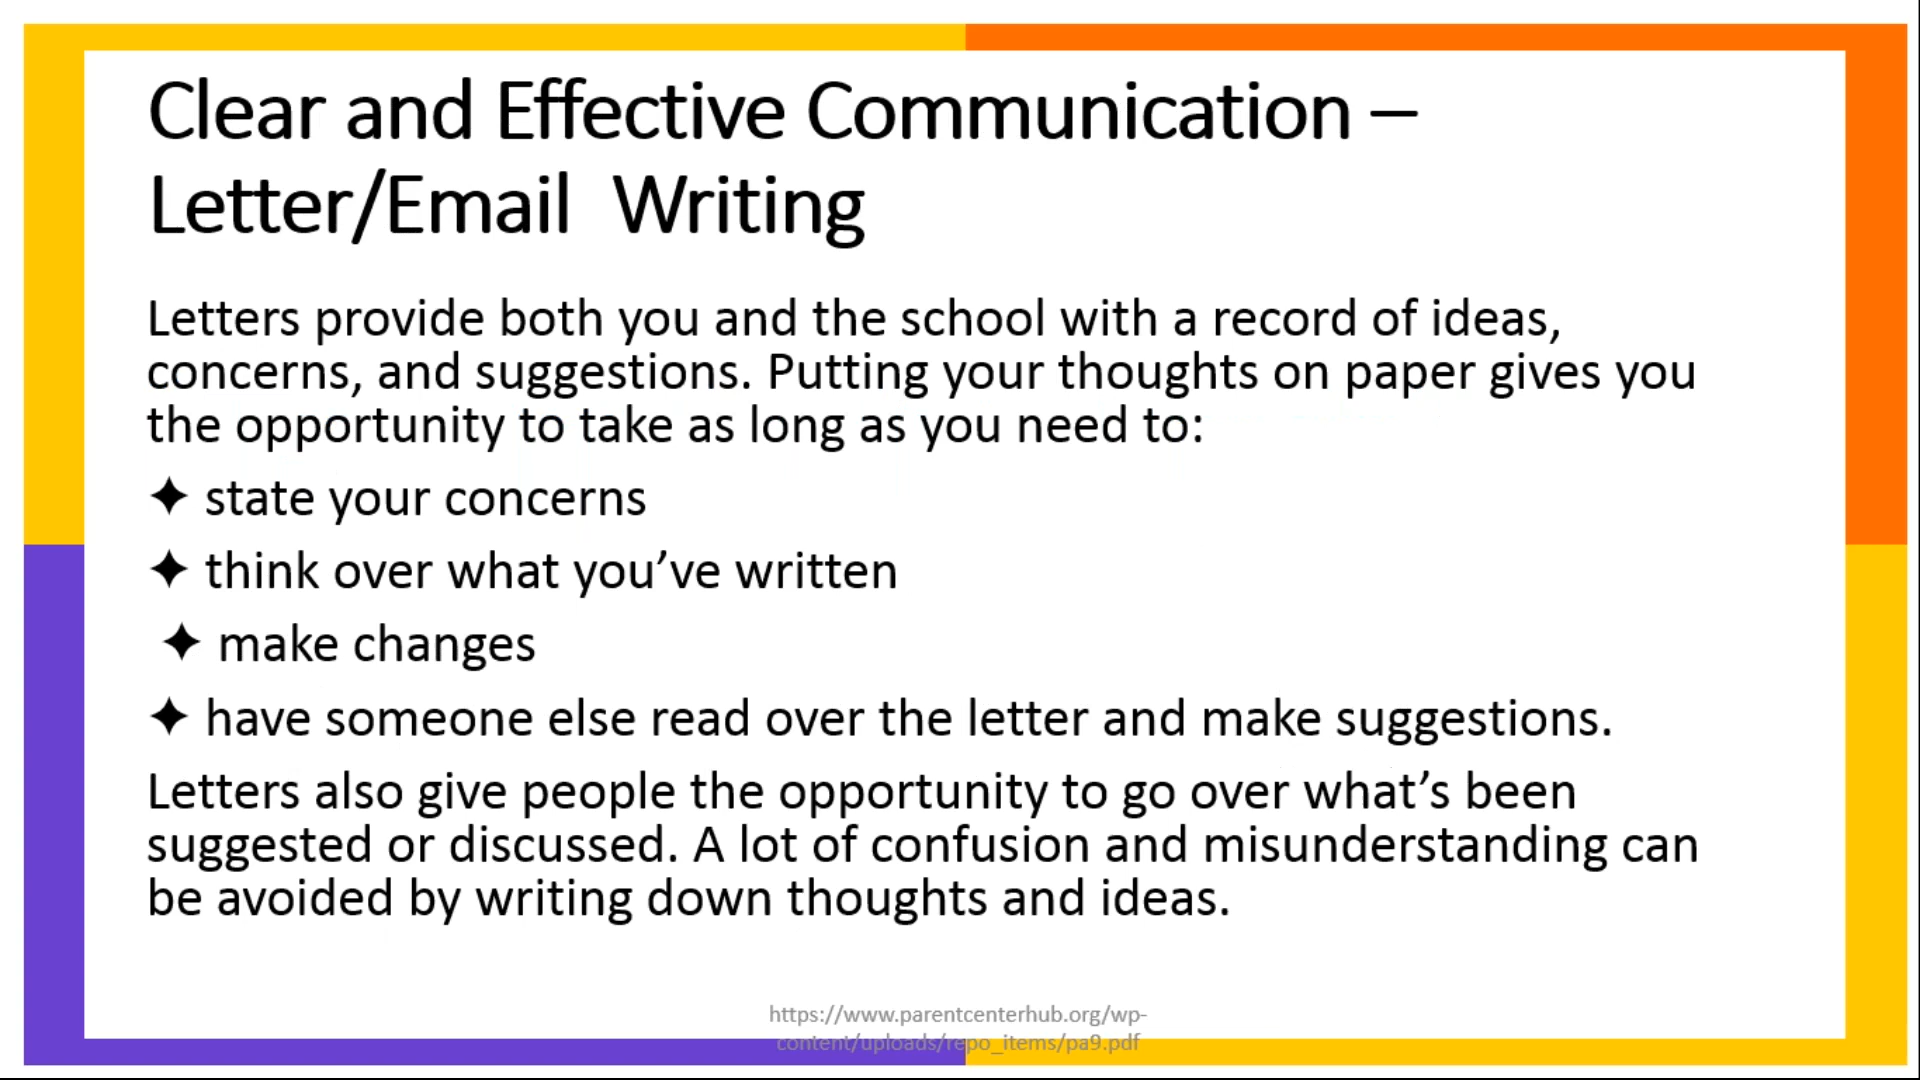 Clear and Effective Communication –
Letter/Email  Writing
Letters provide both you and the school with a record of ideas,
concerns, and suggestions. Putting your thoughts on paper gives you
the opportunity to take as long as you need to:
✦ state your concerns
✦ think over what you’ve written
✦ make changes
✦ have someone else read over the letter and make suggestions.
Letters also give people the opportunity to go over what’s been
suggested or discussed. A lot of confusion and misunderstanding can
be avoided by writing down thoughts and ideas.
https://www.parentcenterhub.org/wp-
content/uploads/repo_items/pa9.pdf